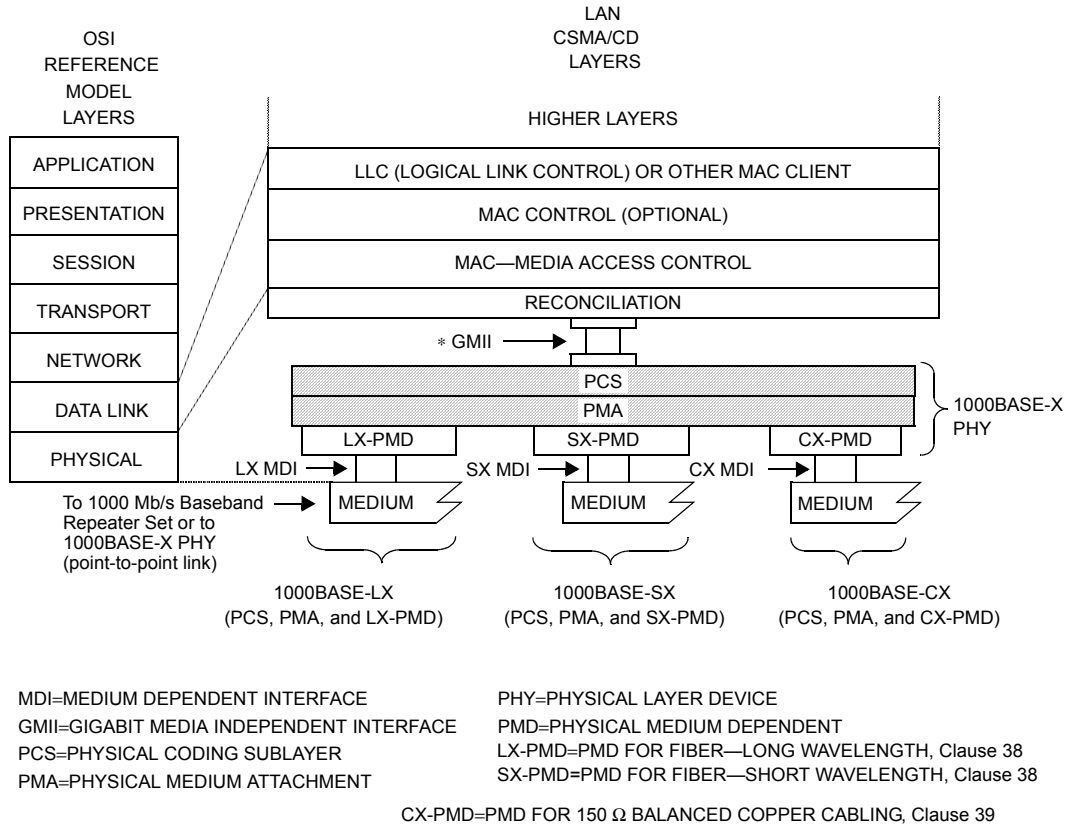 OSI
REFERENCE
MODEL
LAYERS
LAN
CSMA/CD
LAYERS
HIGHER LAYERS
APPLICATION
PRESENTATION
SESSION
TRANSPORT
NETWORK
DATA LINK
PHYSICAL
LLC (LOGICAL LINK CONTROL) OR OTHER MAC CLIENT
MAC CONTROL (OPTIONAL)
MAC—MEDIA ACCESS CONTROL
RECONCILIATION
* GMII
PCS
PMA
LX-PMD
SX-PMD
CX-PMD
1000BASE-X
PHY
LX MDI
SX MDI
CX MDI
To 1000 Mb/s Baseband
Repeater Set or to
1000BASE-X PHY
(point-to-point link)
MEDIUM
MEDIUM
MEDIUM
1000BASE-LX
(PCS, PMA, and LX-PMD)
1000BASE-SX
(PCS, PMA, and SX-PMD)
1000BASE-CX
(PCS, PMA, and CX-PMD)
MDI=MEDIUM DEPENDENT INTERFACE
GMII=GIGABIT MEDIA INDEPENDENT INTERFACE
PCS=PHYSICAL CODING SUBLAYER
PMA=PHYSICAL MEDIUM ATTACHMENT
PHY=PHYSICAL LAYER DEVICE
PMD=PHYSICAL MEDIUM DEPENDENT
LX-PMD=PMD FOR FIBER—LONG WAVELENGTH, Clause 38
SX-PMD=PMD FOR FIBER—SHORT WAVELENGTH, Clause 38
CX-PMD=PMD FOR 150 Ω BALANCED COPPER CABLING, Clause 39